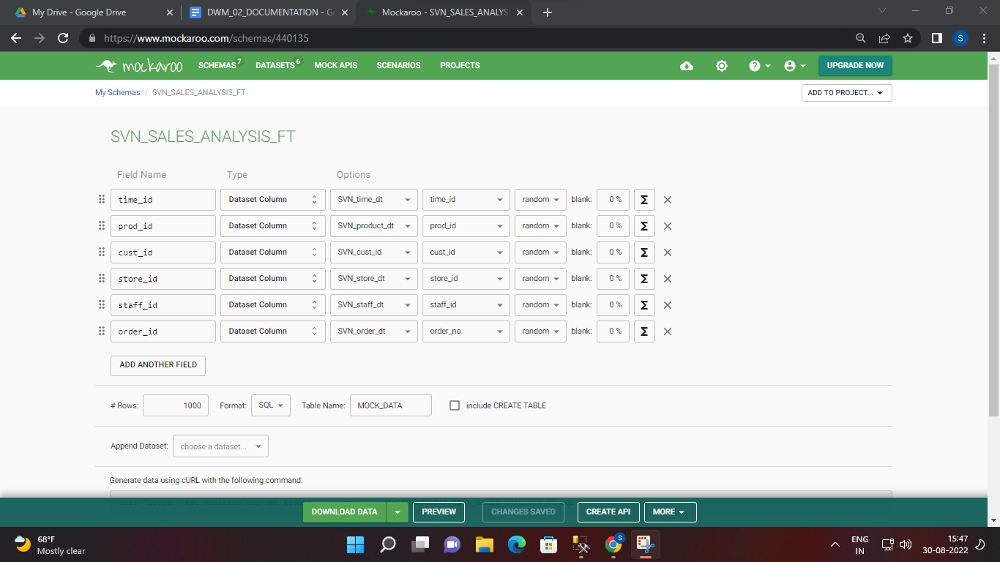 My Drive - Google Drive
DWM_02_DOCUMENTATION - Go
Mockaroo - SVN_SALES_ANALYS
https://www.mockaroo.com/schemas/440135
S
mockaroo
SCHEMAS 7 DATASETS 6 MOCK APIS SCENARIOS PROJECTS UPGRADE NOW
My Schemas / SVN_SALES_ANALYSIS_FT ADD TO PROJECT...
SVN_SALES_ANALYSIS_FT
Field Name Type Options
time_id Dataset Column SVN_time_dt time_id random blank: 0 % Σ
prod_id Dataset Column SVN_product_dt prod_id random blank: 0 % Σ
cust_id Dataset Column SVN_cust_id cust_id random blank: 0 % Σ
store_id Dataset Column SVN_store_dt store_id random blank: 0 % Σ
staff_id Dataset Column SVN_staff_dt staff_id random blank: 0 % Σ
order_id Dataset Column SVN_order_dt order_no random blank: 0 % Σ
ADD ANOTHER FIELD
# Rows: 1000 Format: SQL Table Name: MOCK_DATA include CREATE TABLE
Append Dataset: choose a dataset...
Generate data using cURL with the following command:
DOWNLOAD DATA PREVIEW CHANGES SAVED CREATE API MORE
68°F
Mostly clear
S
ENG
IN
15:47
30-08-2022